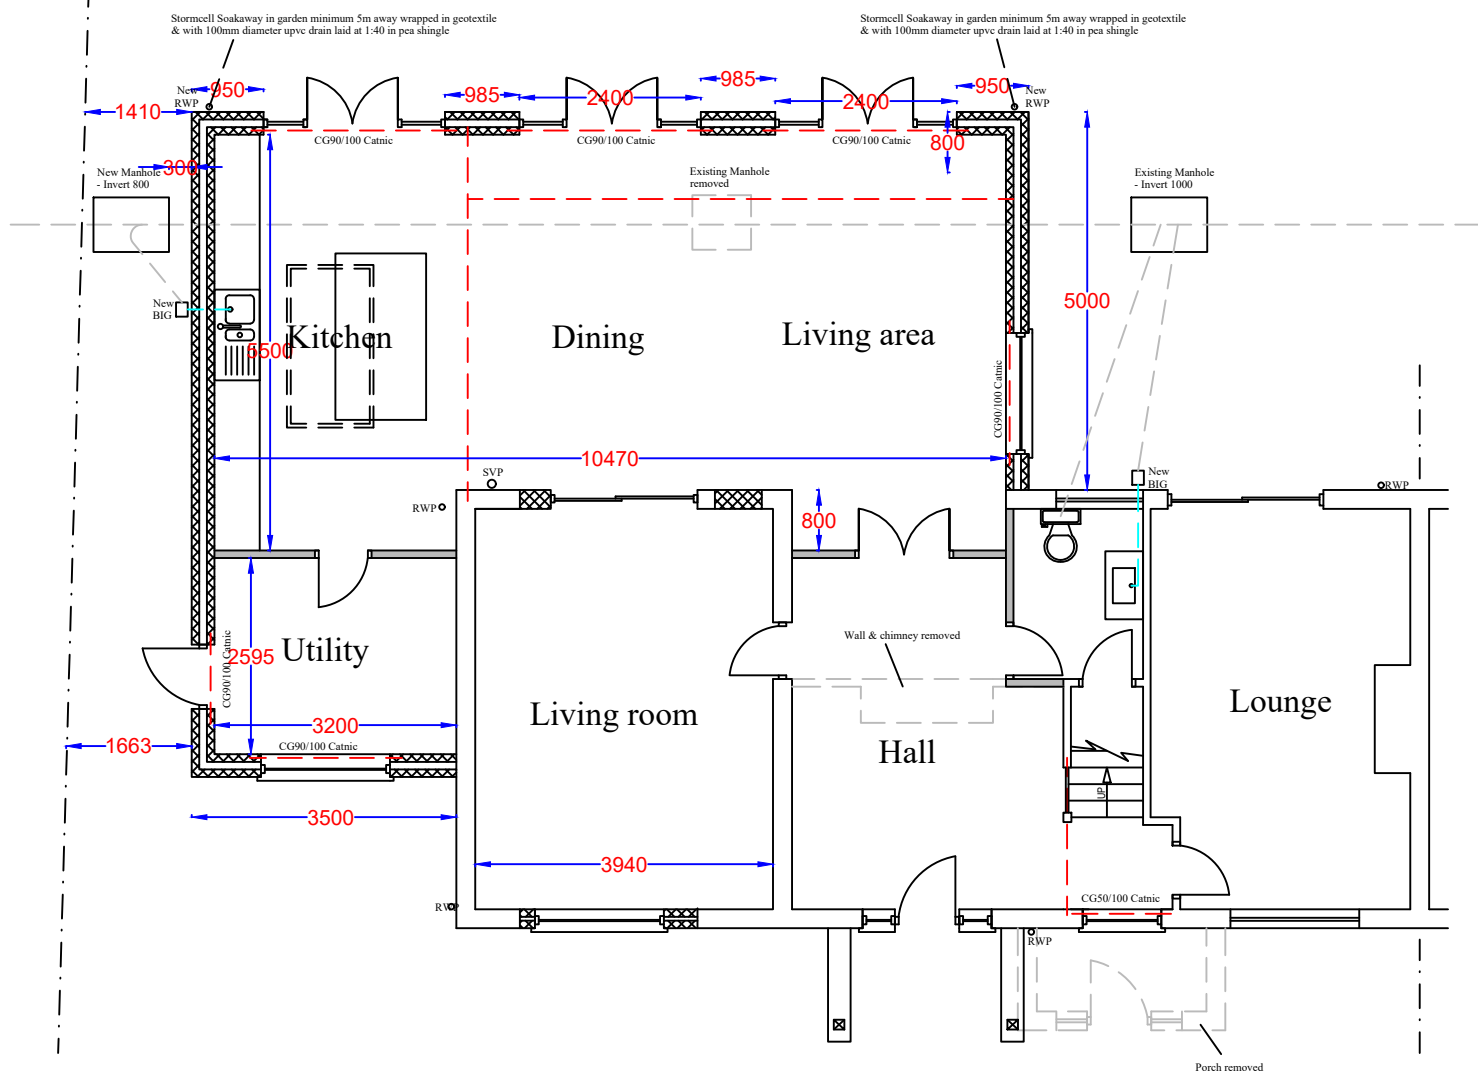 Stormcell Soakaway in garden minimum 5m away wrapped in geotextile
& with 100mm diameter upvc drain laid at 1:40 in pea shingle
Stormcell Soakaway in garden minimum 5m away wrapped in geotextile
& with 100mm diameter upvc drain laid at 1:40 in pea shingle
New
RWP
950
985
2400
985
2400
950
New
RWP
1410
CG90/100 Catnic
CG90/100 Catnic
CG90/100 Catnic
800
300
New Manhole
- Invert 800
Existing Manhole
removed
Existing Manhole
- Invert 1000
New
BIG
5000
Kitchen
Dining
Living area
5500
CG90/100 Catnic
10470
SVP
RWP
New
BIG
RWP
800
Utility
2595
CG90/100 Catnic
Wall & chimney removed
Living room
Lounge
3200
1663
CG90/100 Catnic
Hall
UP
3500
3940
RWP
CG50/100 Catnic
RWP
Porch removed